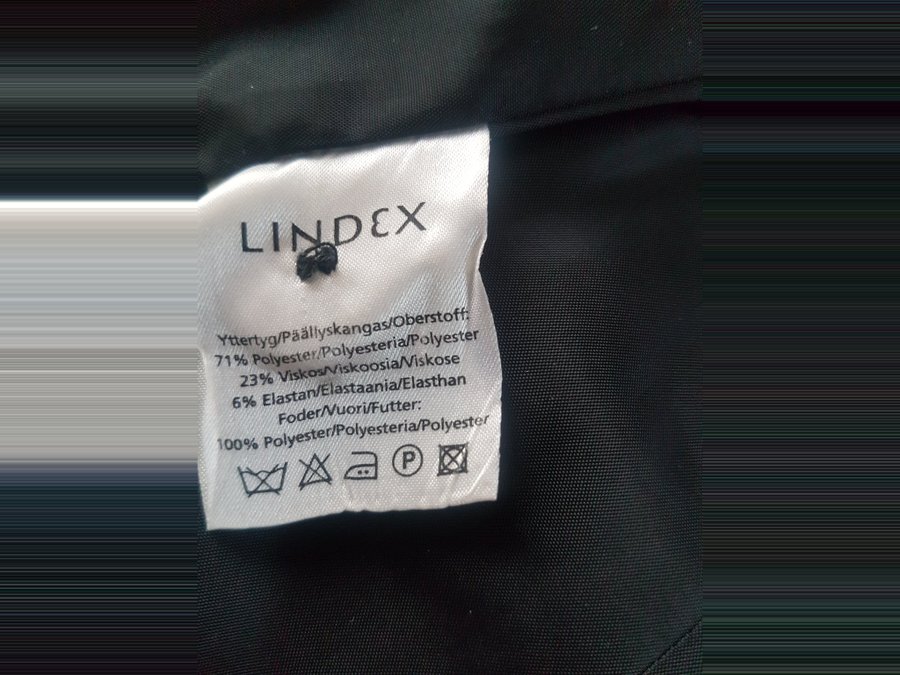 LINDEX
Yttertyg/Päällyskangas/Oberstoff:
71% Polyester/Polyesteria/Polyester
23% Viskos/Viskoosia/Viskose
6% Elastan/Elastaania/Elasthan
Foder/Vuori/Futter:
100% Polyester/Polyesteria/Polyester
P